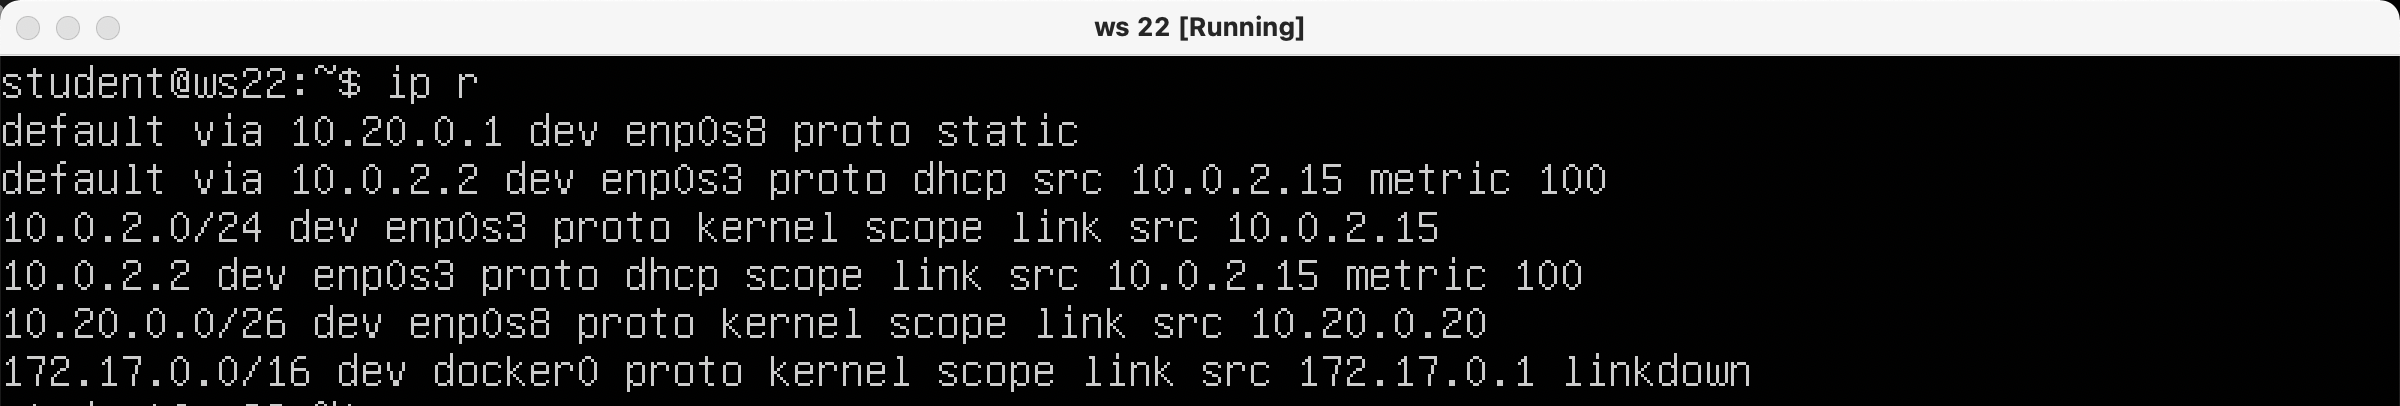 ws 22 [Running]
student@ws22:~$ ip r
default via 10.20.0.1 dev enp0s8 proto static
default via 10.0.2.2 dev enp0s3 proto dhcp src 10.0.2.15 metric 100
10.0.2.0/24 dev enp0s3 proto kernel scope link src 10.0.2.15
10.0.2.2 dev enp0s3 proto dhcp scope link src 10.0.2.15 metric 100
10.20.0.0/26 dev enp0s8 proto kernel scope link src 10.20.0.20
172.17.0.0/16 dev docker0 proto kernel scope link src 172.17.0.1 linkdown